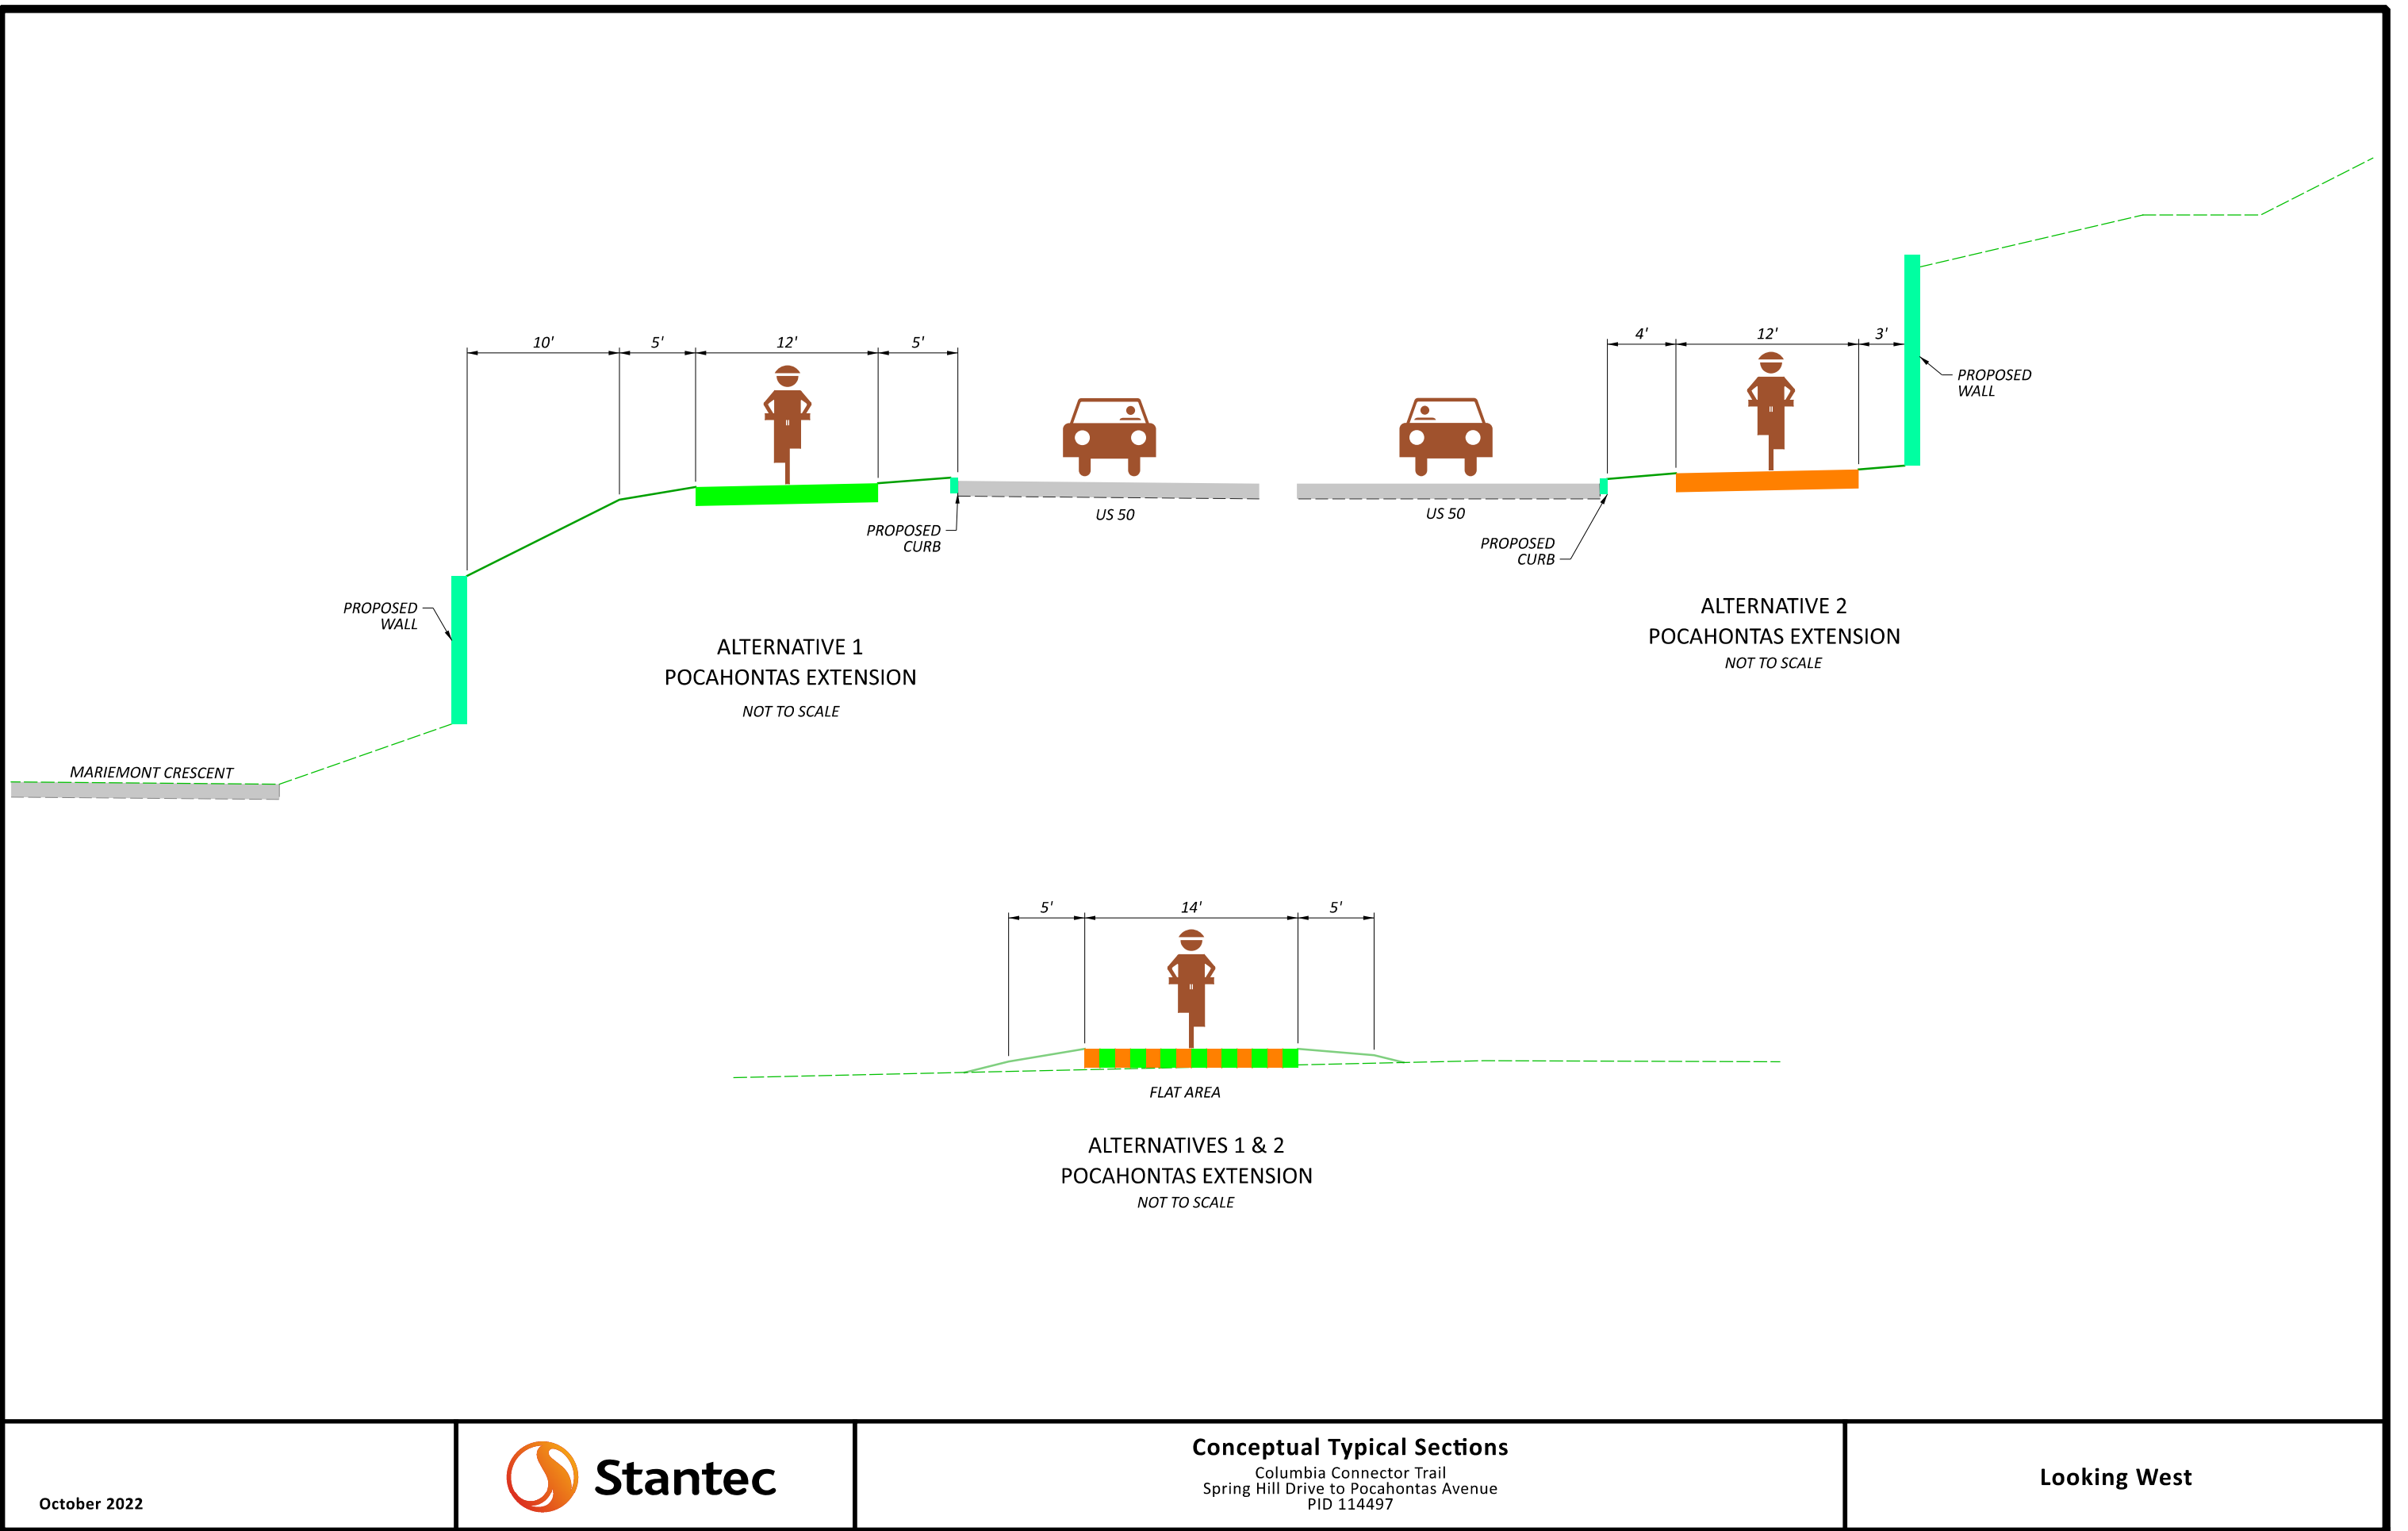 10' 5' 12' 5'
PROPOSED
CURB
US 50
PROPOSED
WALL
MARIEMONT CRESCENT
ALTERNATIVE 1
POCAHONTAS EXTENSION
NOT TO SCALE
4' 12' 3'
PROPOSED
WALL
US 50
PROPOSED
CURB
ALTERNATIVE 2
POCAHONTAS EXTENSION
NOT TO SCALE
5' 14' 5'
FLAT AREA
ALTERNATIVES 1 & 2
POCAHONTAS EXTENSION
NOT TO SCALE
October 2022
Stantec
Conceptual Typical Sections
Columbia Connector Trail
Spring Hill Drive to Pocahontas Avenue
PID 114497
Looking West